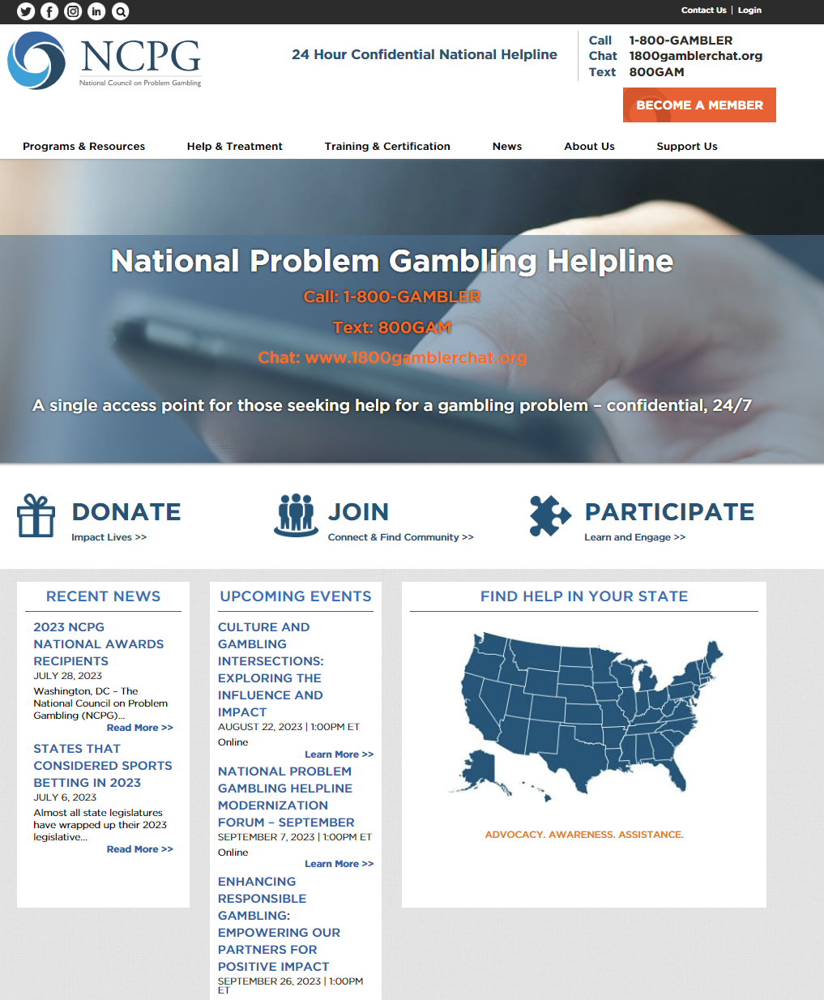 Contact Us | Login
NCPG
National Council on Problem Gambling
24 Hour Confidential National Helpline
Call 1-800-GAMBLER
Chat 1800gamblerchat.org
Text 800GAM
BECOME A MEMBER
Programs & Resources Help & Treatment Training & Certification News About Us Support Us
National Problem Gambling Helpline
Call: 1-800-GAMBLER
Text: 800GAM
Chat: www.1800gamblerchat.org
A single access point for those seeking help for a gambling problem – confidential, 24/7
DONATE
Impact Lives >>
JOIN
Connect & Find Community >>
PARTICIPATE
Learn and Engage >>
RECENT NEWS
2023 NCPG
NATIONAL AWARDS
RECIPIENTS
JULY 28, 2023
Washington, DC – The
National Council on Problem
Gambling (NCPG)...
Read More >>
STATES THAT
CONSIDERED SPORTS
BETTING IN 2023
JULY 6, 2023
Almost all state legislatures
have wrapped up their 2023
legislative...
Read More >>
UPCOMING EVENTS
CULTURE AND
GAMBLING
INTERSECTIONS:
EXPLORING THE
INFLUENCE AND
IMPACT
AUGUST 22, 2023 | 1:00PM ET
Online
Learn More >>
NATIONAL PROBLEM
GAMBLING HELPLINE
MODERNIZATION
FORUM – SEPTEMBER
SEPTEMBER 7, 2023 | 1:00PM ET
Online
Learn More >>
ENHANCING
RESPONSIBLE
GAMBLING:
EMPOWERING OUR
PARTNERS FOR
POSITIVE IMPACT
SEPTEMBER 26, 2023 | 1:00PM
ET
FIND HELP IN YOUR STATE
ADVOCACY. AWARENESS. ASSISTANCE.